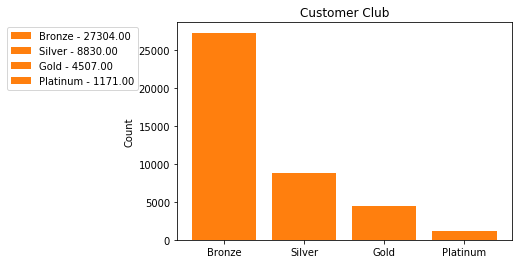 Customer Club
Bronze - 27304.00
Silver - 8830.00
Gold - 4507.00
Platinum - 1171.00
Count
25000
20000
15000
10000
5000
0
Bronze Silver Gold Platinum